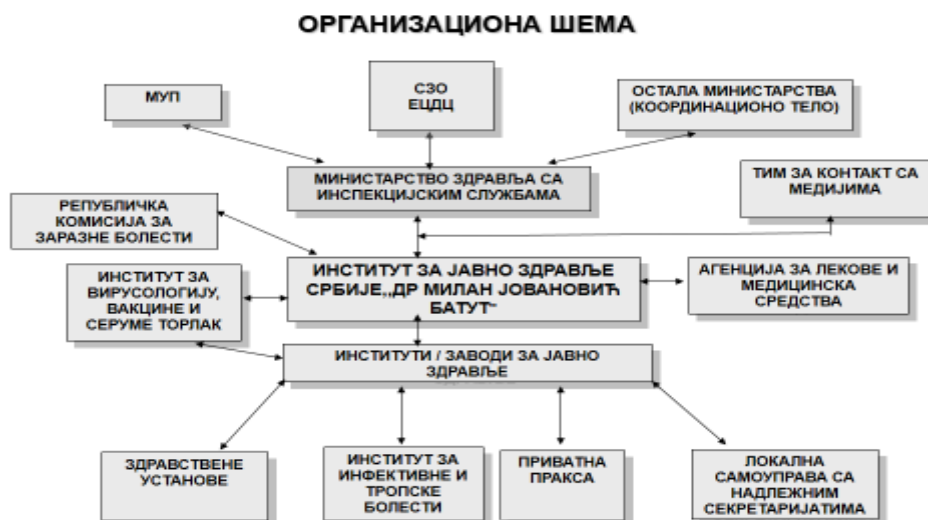 ОРГАНИЗАЦИОНА ШЕМА
МУП
СЗО
ЕЦДЦ
ОСТАЛА МИНИСТАРСТВА
(КООРДИНАЦИОНО ТЕЛО)
МИНИСТАРСТВО ЗДРАВЉА СА
ИНСПЕКЦИЈСКИМ СЛУЖБАМА
ТИМ ЗА КОНТАКТ СА
МЕДИЈИМА
РЕПУБЛИЧКА
КОМИСИЈА ЗА
ЗАРАЗНЕ БОЛЕСТИ
ИНСТИТУТ ЗА ЈАВНО ЗДРАВЉЕ
СРБИЈЕ„ДР МИЛАН ЈОВАНОВИЋ
БАТУТ“
АГЕНЦИЈА ЗА ЛЕКОВЕ И
МЕДИЦИНСКА
СРЕДСТВА
ИНСТИТУТ ЗА
ВИРУСОЛОГИЈУ,
ВАКЦИНЕ И
СЕРУМЕ ТОРЛАК
ИНСТИТУТИ / ЗАВОДИ ЗА ЈАВНО
ЗДРАВЉЕ
ЗДРАВСТВЕНЕ
УСТАНОВЕ
ИНСТИТУТ ЗА
ИНФЕКТИВНЕ И
ТРОПСКЕ
БОЛЕСТИ
ПРИВАТНА
ПРАКСА
ЛОКАЛНА
САМОУПРАВА СА
НАДЛЕЖНИМ
СЕКРЕТАРИЈАТИМА